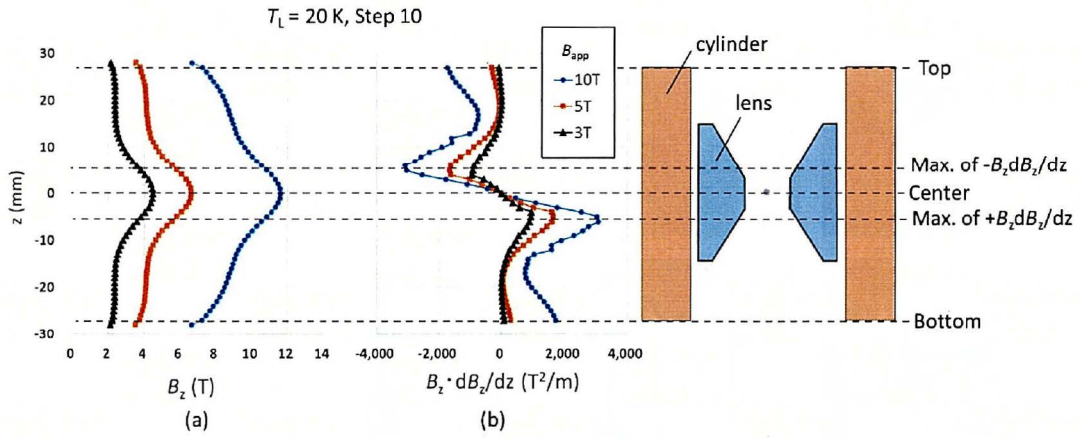 T_L = 20 K, Step 10
B_app
10T
5T
3T
cylinder
lens
Top
Max. of -B_z dB_z/dz
Center
Max. of +B_z dB_z/dz
Bottom
z (mm)
30
20
10
0
-10
-20
-30
0 2 4 6 8 10 12 14
B_z (T)
(a)
-4,000 -2,000 0 2,000 4,000
B_z · dB_z/dz (T²/m)
(b)